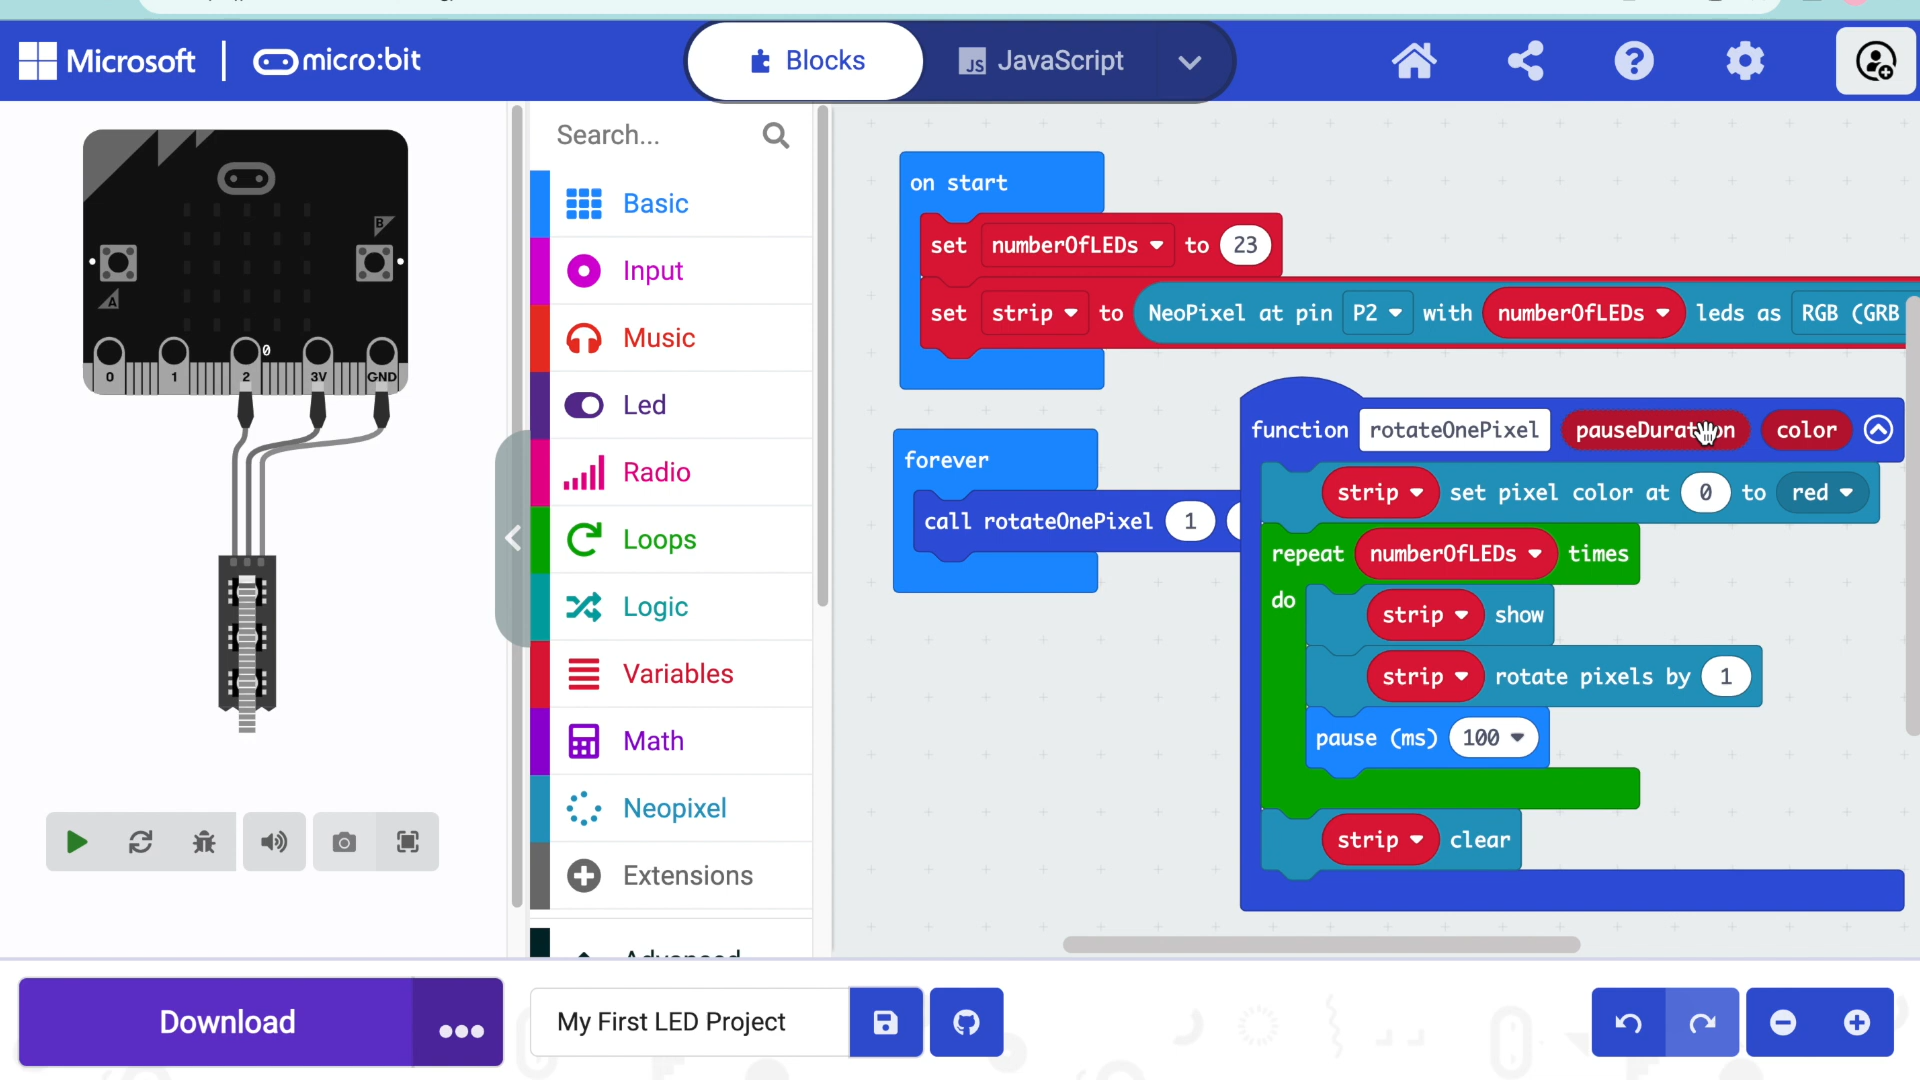 Microsoft | micro:bit
Blocks
JS JavaScript
B
A
0
0 1 2 3V GND
Search...
Basic
Input
Music
Led
Radio
Loops
Logic
Variables
Math
Neopixel
Extensions
Advanced
on start
set numberOfLEDs to 23
set strip to NeoPixel at pin P2 with numberOfLEDs leds as RGB (GRB
forever
call rotateOnePixel 1
function rotateOnePixel pauseDuration color
strip set pixel color at 0 to red
repeat numberOfLEDs times
do
strip show
strip rotate pixels by 1
pause (ms) 100
strip clear
Download
My First LED Project